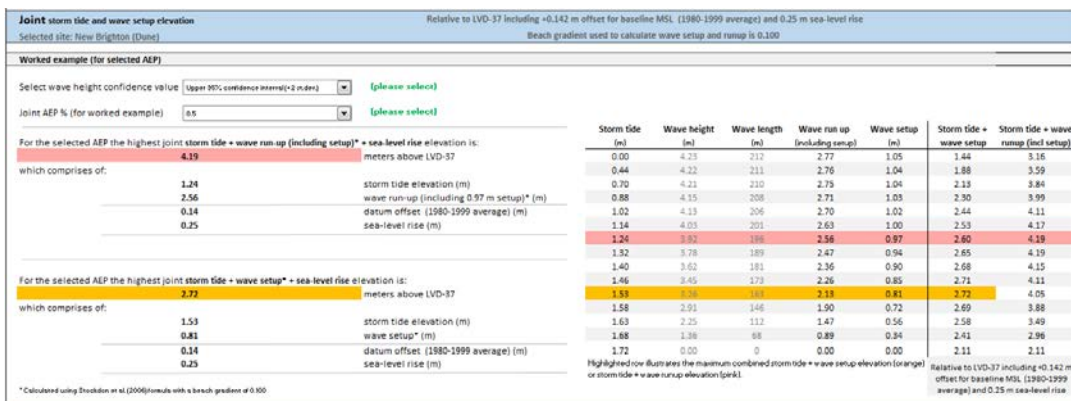 Joint storm tide and wave setup elevation
Relative to LVD-37 including +0.142 m offset for baseline MSL (1980-1999 average) and 0.25 m sea-level rise
Selected site: New Brighton (Dune)
Beach gradient used to calculate wave setup and runup is 0.100
Worked example (for selected AEP)
Select wave height confidence value Upper 95% confidence interval(+2 st.dev.) (please select)
Joint AEP % (for worked example) 0.5 (please select)
For the selected AEP the highest joint storm tide + wave run-up (including setup)* + sea-level rise elevation is:
4.19 meters above LVD-37
which comprises of:
1.24 storm tide elevation (m)
2.56 wave run-up (including 0.97 m setup)* (m)
0.14 datum offset (1980-1999 average) (m)
0.25 sea-level rise (m)
For the selected AEP the highest joint storm tide + wave setup* + sea-level rise elevation is:
2.72 meters above LVD-37
which comprises of:
1.53 storm tide elevation (m)
0.81 wave setup* (m)
0.14 datum offset (1980-1999 average) (m)
0.25 sea-level rise (m)
* Calculated using Stockdon et al. (2006) formula with a beach gradient of 0.100
Storm tide Wave height Wave length Wave run up Wave setup Storm tide + Storm tide + wave
(m) (m) (m) (including setup) (m) wave setup runup (incl setup)
0.00 4.23 212 2.77 1.05 1.44 3.16
0.44 4.22 211 2.76 1.04 1.88 3.59
0.70 4.21 210 2.75 1.04 2.13 3.84
0.88 4.15 208 2.71 1.03 2.30 3.99
1.02 4.13 206 2.70 1.02 2.44 4.11
1.14 4.03 201 2.63 1.00 2.53 4.17
1.24 3.92 196 2.56 0.97 2.60 4.19
1.32 3.78 189 2.47 0.94 2.65 4.19
1.40 3.62 181 2.36 0.90 2.68 4.15
1.46 3.45 173 2.26 0.85 2.71 4.11
1.53 3.26 163 2.13 0.81 2.72 4.05
1.58 2.91 146 1.90 0.72 2.69 3.88
1.63 2.25 112 1.47 0.56 2.58 3.49
1.68 1.36 68 0.89 0.34 2.41 2.96
1.72 0.00 0 0.00 0.00 2.11 2.11
Highlighted row illustrates the maximum combined storm tide + wave setup elevation (orange)
or storm tide + wave runup elevation (pink).
Relative to LVD-37 including +0.142 m
offset for baseline MSL (1980-1999
average) and 0.25 m sea-level rise